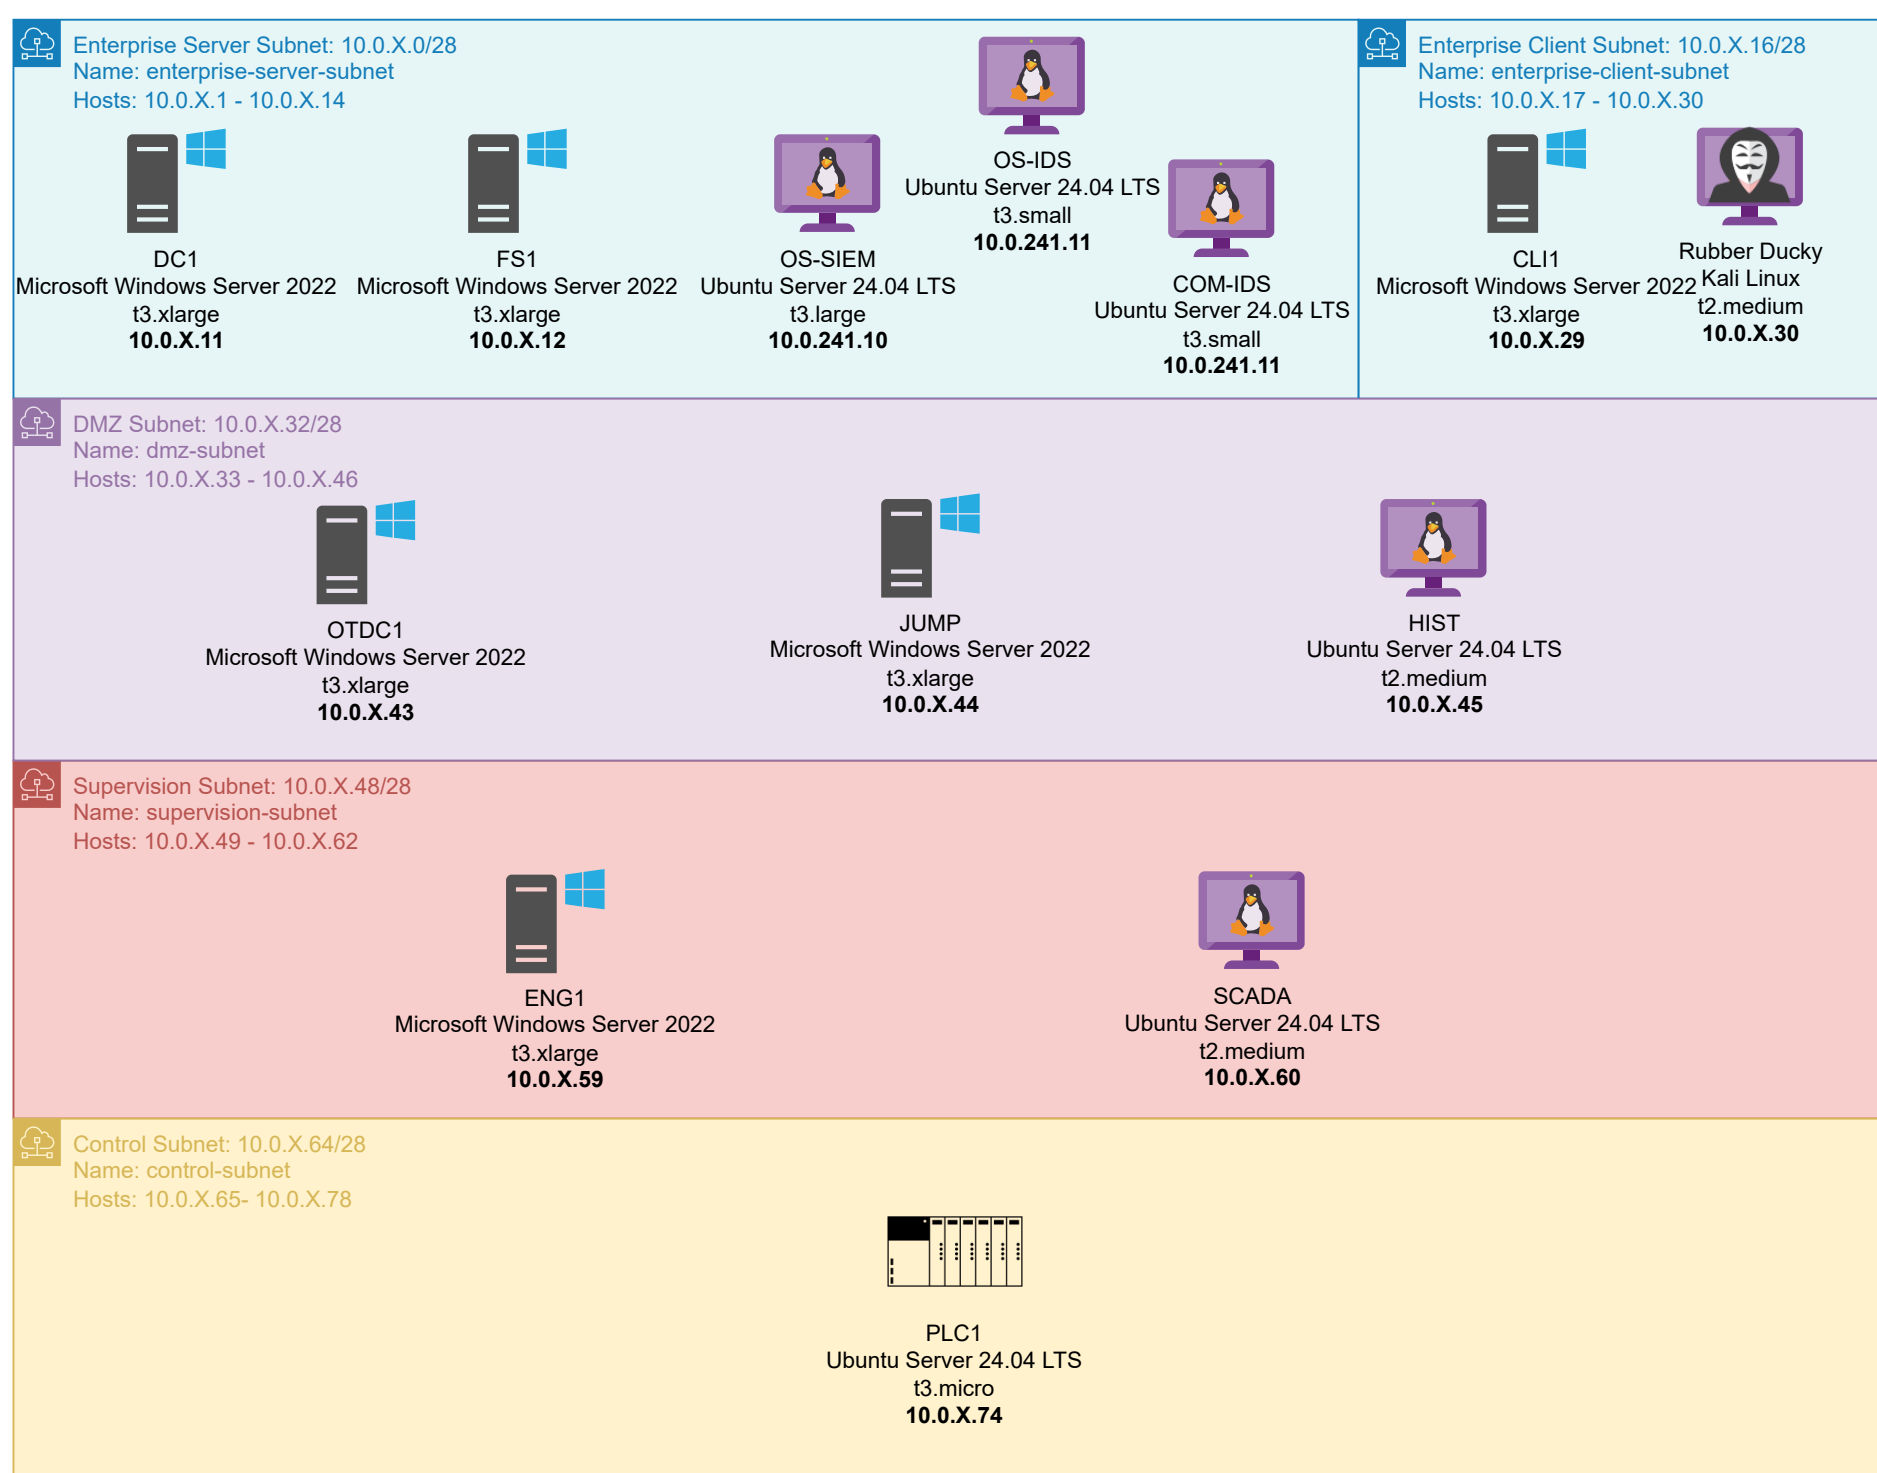 Enterprise Server Subnet: 10.0.X.0/28
Name: enterprise-server-subnet
Hosts: 10.0.X.1 - 10.0.X.14
DC1
Microsoft Windows Server 2022
t3.xlarge
10.0.X.11
FS1
Microsoft Windows Server 2022
t3.xlarge
10.0.X.12
OS-SIEM
Ubuntu Server 24.04 LTS
t3.large
10.0.241.10
OS-IDS
Ubuntu Server 24.04 LTS
t3.small
10.0.241.11
COM-IDS
Ubuntu Server 24.04 LTS
t3.small
10.0.241.11
Enterprise Client Subnet: 10.0.X.16/28
Name: enterprise-client-subnet
Hosts: 10.0.X.17 - 10.0.X.30
CLI1
Microsoft Windows Server 2022
t3.xlarge
10.0.X.29
Rubber Ducky
Kali Linux
t2.medium
10.0.X.30
DMZ Subnet: 10.0.X.32/28
Name: dmz-subnet
Hosts: 10.0.X.33 - 10.0.X.46
OTDC1
Microsoft Windows Server 2022
t3.xlarge
10.0.X.43
JUMP
Microsoft Windows Server 2022
t3.xlarge
10.0.X.44
HIST
Ubuntu Server 24.04 LTS
t2.medium
10.0.X.45
Supervision Subnet: 10.0.X.48/28
Name: supervision-subnet
Hosts: 10.0.X.49 - 10.0.X.62
ENG1
Microsoft Windows Server 2022
t3.xlarge
10.0.X.59
SCADA
Ubuntu Server 24.04 LTS
t2.medium
10.0.X.60
Control Subnet: 10.0.X.64/28
Name: control-subnet
Hosts: 10.0.X.65- 10.0.X.78
PLC1
Ubuntu Server 24.04 LTS
t3.micro
10.0.X.74